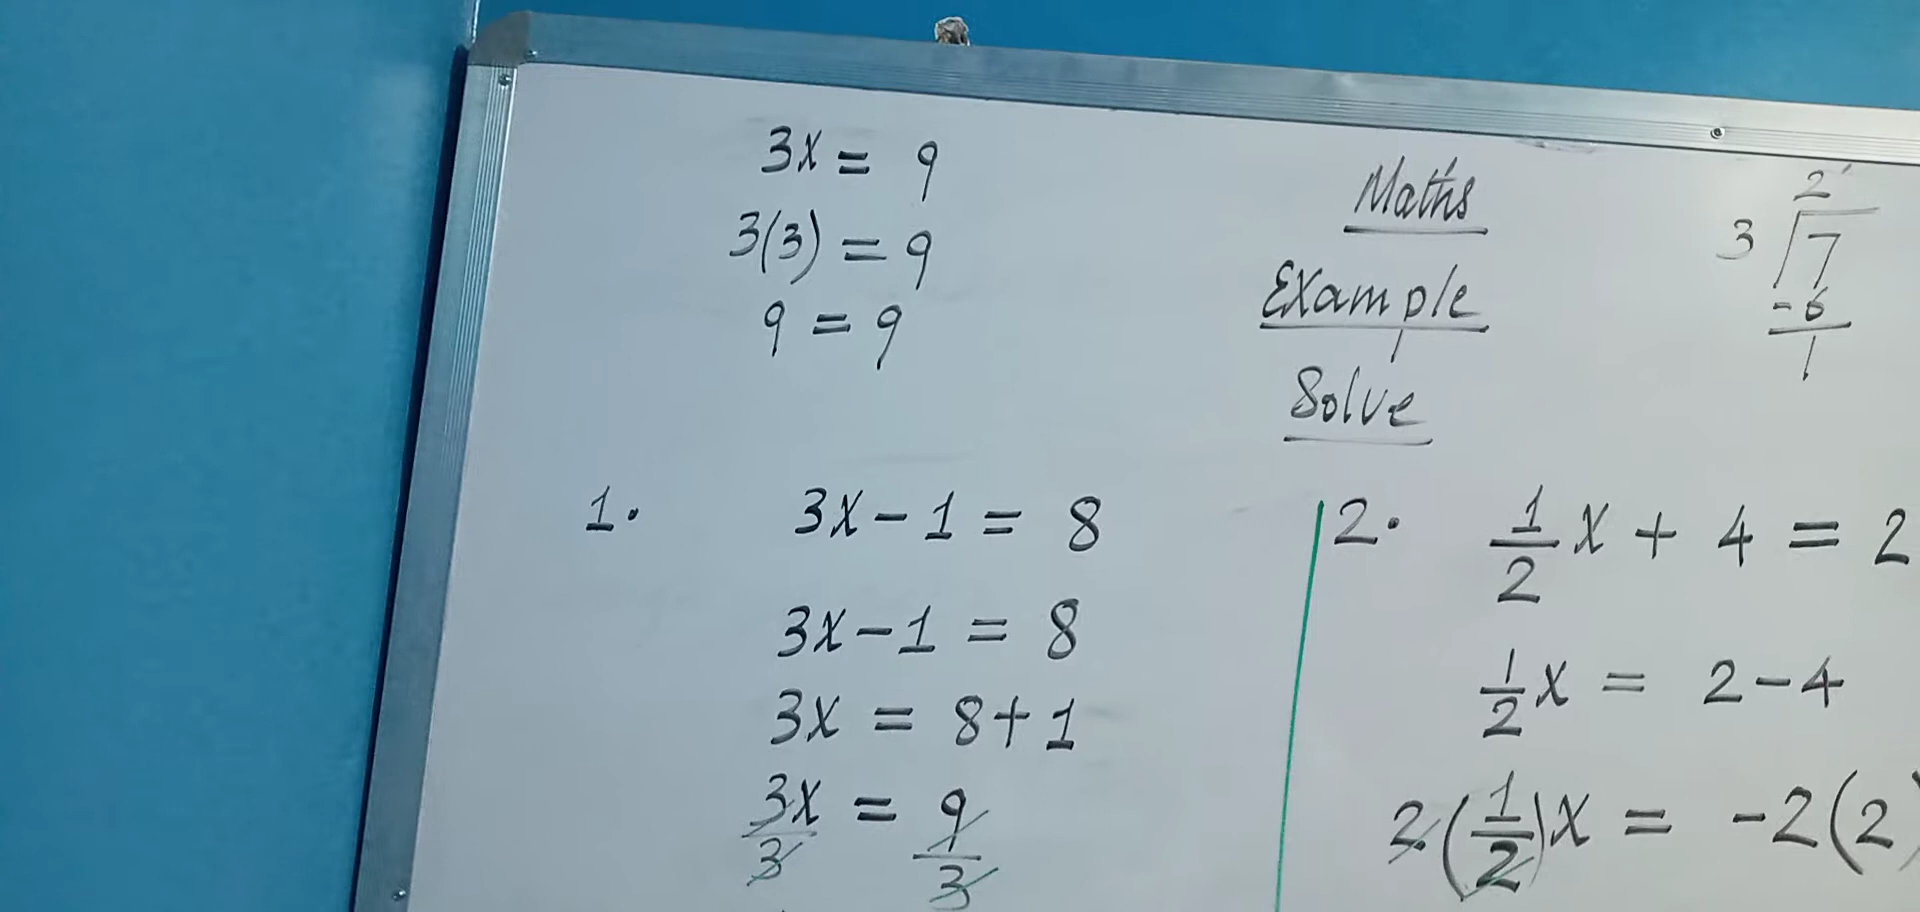 3x = 9
3(3) = 9
9 = 9
Maths
Example
Solve
2
3 7
-6
1
1. 3x - 1 = 8
3x - 1 = 8
3x = 8 + 1
3x/3 = 9/3
2. 1/2 x + 4 = 2
1/2 x = 2 - 4
2(1/2)x = -2(2)